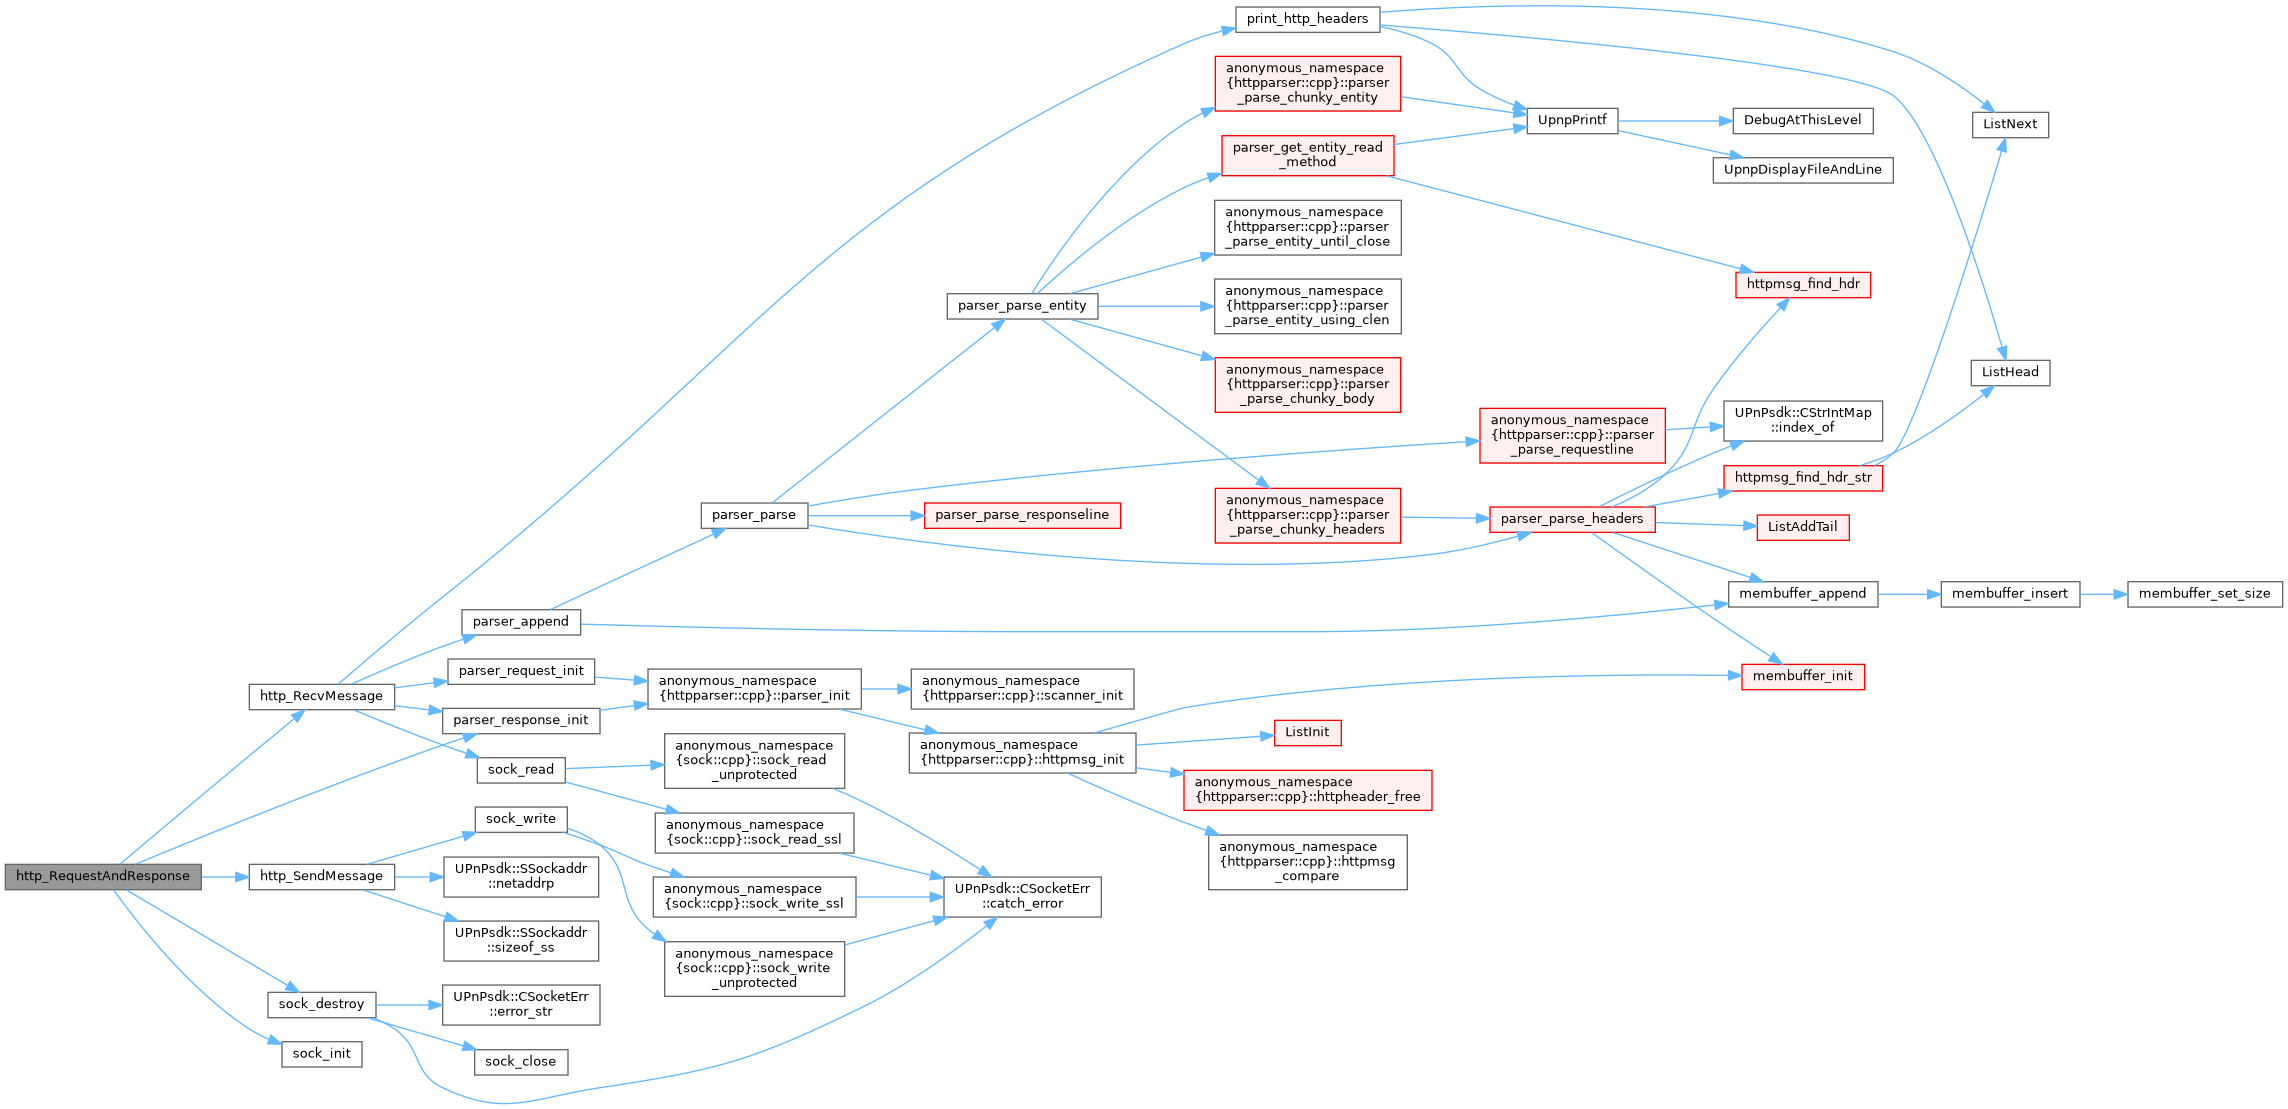 http_RequestAndResponse
http_RecvMessage
parser_append
parser_parse
parser_parse_entity
print_http_headers
anonymous_namespace
{httpparser::cpp}::parser
_parse_chunky_entity
parser_get_entity_read
_method
anonymous_namespace
{httpparser::cpp}::parser
_parse_entity_until_close
anonymous_namespace
{httpparser::cpp}::parser
_parse_entity_using_clen
anonymous_namespace
{httpparser::cpp}::parser
_parse_chunky_body
anonymous_namespace
{httpparser::cpp}::parser
_parse_chunky_headers
UpnpPrintf
DebugAtThisLevel
UpnpDisplayFileAndLine
ListNext
httpmsg_find_hdr
ListHead
anonymous_namespace
{httpparser::cpp}::parser
_parse_requestline
UPnPsdk::CStrIntMap
::index_of
httpmsg_find_hdr_str
parser_parse_responseline
parser_parse_headers
ListAddTail
membuffer_append
membuffer_insert
membuffer_set_size
membuffer_init
parser_request_init
parser_response_init
anonymous_namespace
{httpparser::cpp}::parser_init
anonymous_namespace
{httpparser::cpp}::scanner_init
anonymous_namespace
{httpparser::cpp}::httpmsg_init
ListInit
anonymous_namespace
{httpparser::cpp}::httpheader_free
anonymous_namespace
{httpparser::cpp}::httpmsg
_compare
sock_read
anonymous_namespace
{sock::cpp}::sock_read
_unprotected
anonymous_namespace
{sock::cpp}::sock_read_ssl
http_SendMessage
sock_write
UPnPsdk::SSockaddr
::netaddrp
UPnPsdk::SSockaddr
::sizeof_ss
anonymous_namespace
{sock::cpp}::sock_write_ssl
anonymous_namespace
{sock::cpp}::sock_write
_unprotected
UPnPsdk::CSocketErr
::catch_error
sock_destroy
UPnPsdk::CSocketErr
::error_str
sock_close
sock_init